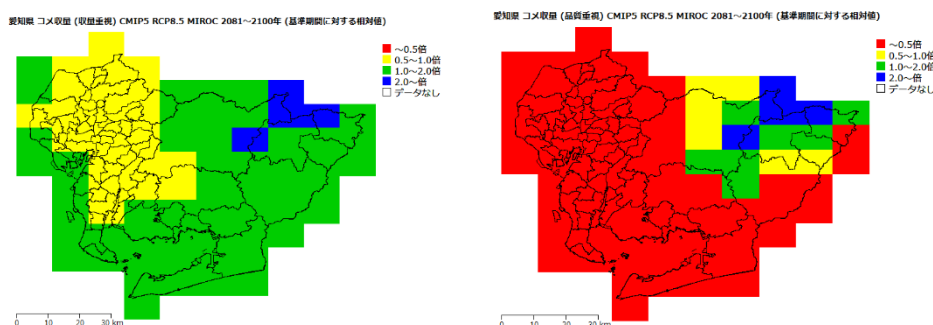 愛知県 コメ収量 (収量重視) CMIP5 RCP8.5 MIROC 2081～2100年 (基準期間に対する相対値)
～0.5倍
0.5～1.0倍
1.0～2.0倍
2.0～倍
データなし
0 10 20 30 km
愛知県 コメ収量 (品質重視) CMIP5 RCP8.5 MIROC 2081～2100年 (基準期間に対する相対値)
～0.5倍
0.5～1.0倍
1.0～2.0倍
2.0～倍
データなし
0 10 20 30 km